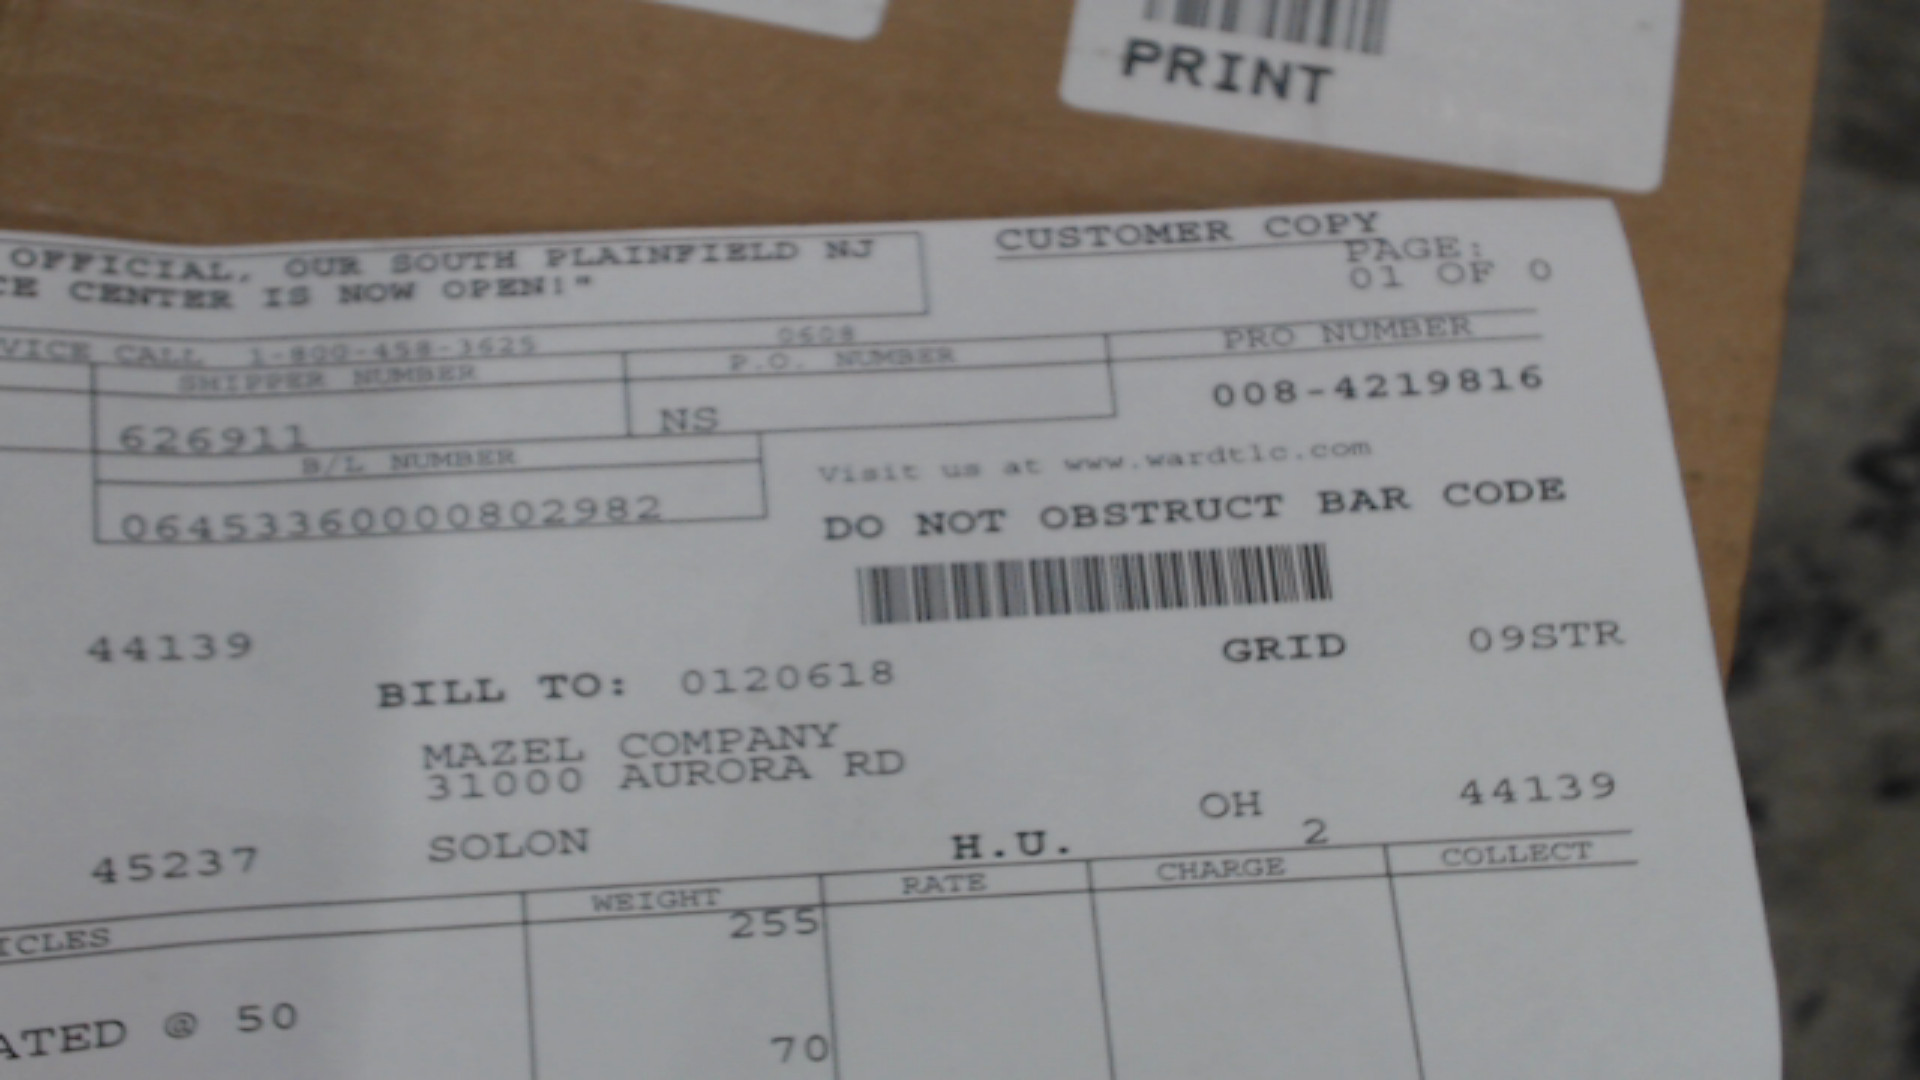 PRINT
OFFICIAL, OUR SOUTH PLAINFIELD NJ
CE CENTER IS NOW OPEN!"
CUSTOMER COPY
PAGE:
01 OF 0
VICE CALL 1-800-458-3625 0608
SHIPPER NUMBER P.O. NUMBER PRO NUMBER
626911 NS 008-4219816
B/L NUMBER
06453360000802982
Visit us at www.wardtlc.com
DO NOT OBSTRUCT BAR CODE
44139
GRID 09STR
BILL TO: 0120618
MAZEL COMPANY
31000 AURORA RD
45237 SOLON OH 44139
H.U. 2
ICLES WEIGHT RATE CHARGE COLLECT
255
ATED @ 50
70